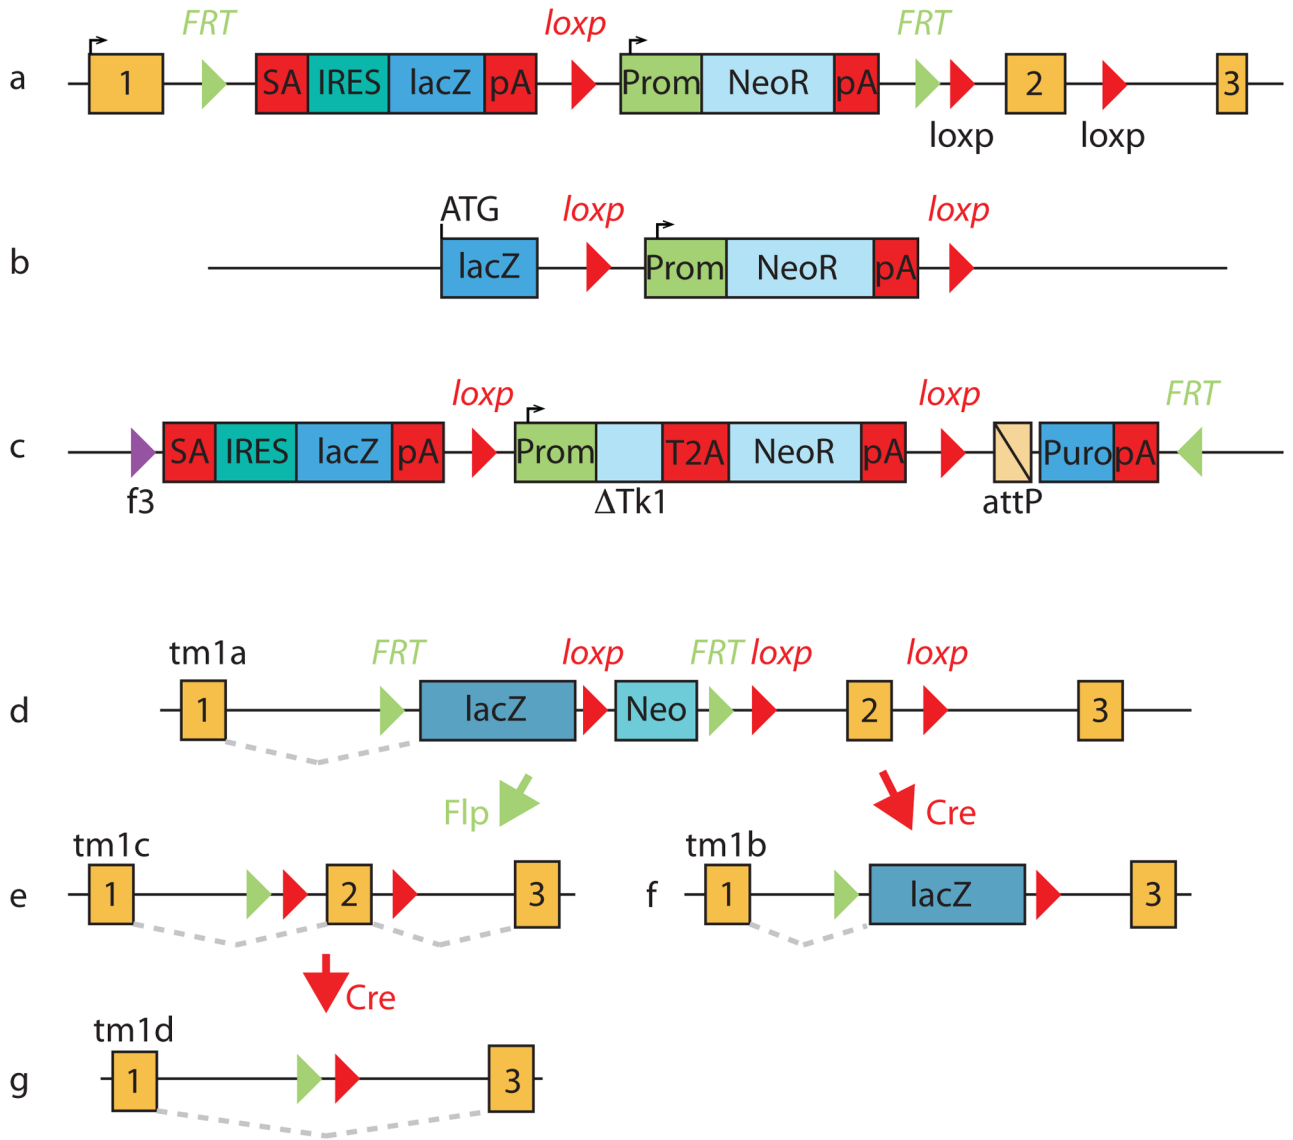 FRT loxp FRT
a 1 SA IRES lacZ pA Prom NeoR pA 2 3
loxp loxp
ATG loxp loxp
b lacZ Prom NeoR pA
loxp loxp FRT
c SA IRES lacZ pA Prom T2A NeoR pA Puro pA
f3 ΔTk1 attP
tm1a FRT loxp FRT loxp loxp
d 1 lacZ Neo 2 3
Flp Cre
tm1c tm1b
e 1 2 3 f 1 lacZ 3
Cre
tm1d
g 1 3